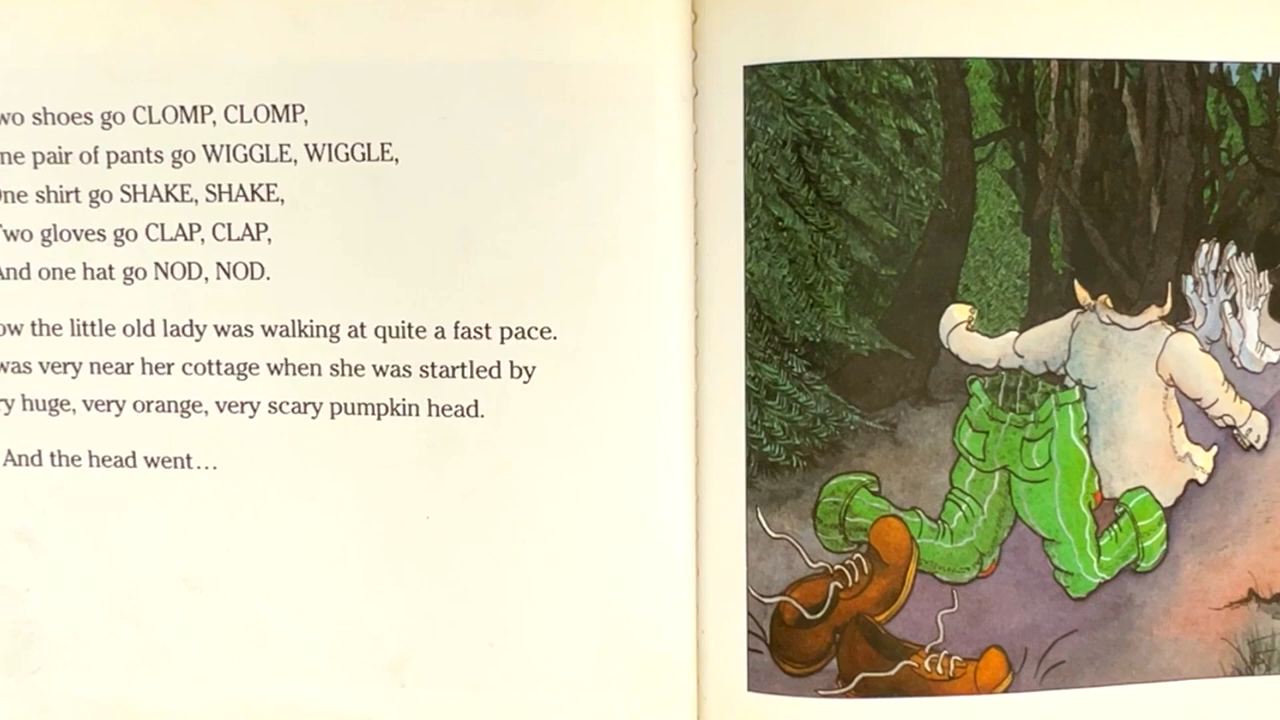 wo shoes go CLOMP, CLOMP,
ne pair of pants go WIGGLE, WIGGLE,
ne shirt go SHAKE, SHAKE,
Two gloves go CLAP, CLAP,
And one hat go NOD, NOD.
ow the little old lady was walking at quite a fast pace.
was very near her cottage when she was startled by
ry huge, very orange, very scary pumpkin head.
And the head went…